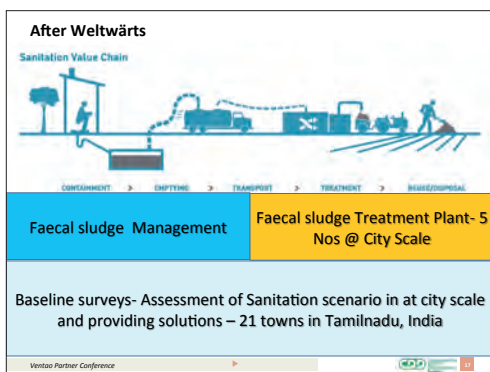 After Weltwärts
Sanitation Value Chain
CONTAINMENT > EMPTYING > TRANSPORT > TREATMENT > REUSE/DISPOSAL
Faecal sludge Management
Faecal sludge Treatment Plant- 5
Nos @ City Scale
Baseline surveys- Assessment of Sanitation scenario in at city scale
and providing solutions – 21 towns in Tamilnadu, India
Ventao Partner Conference
17